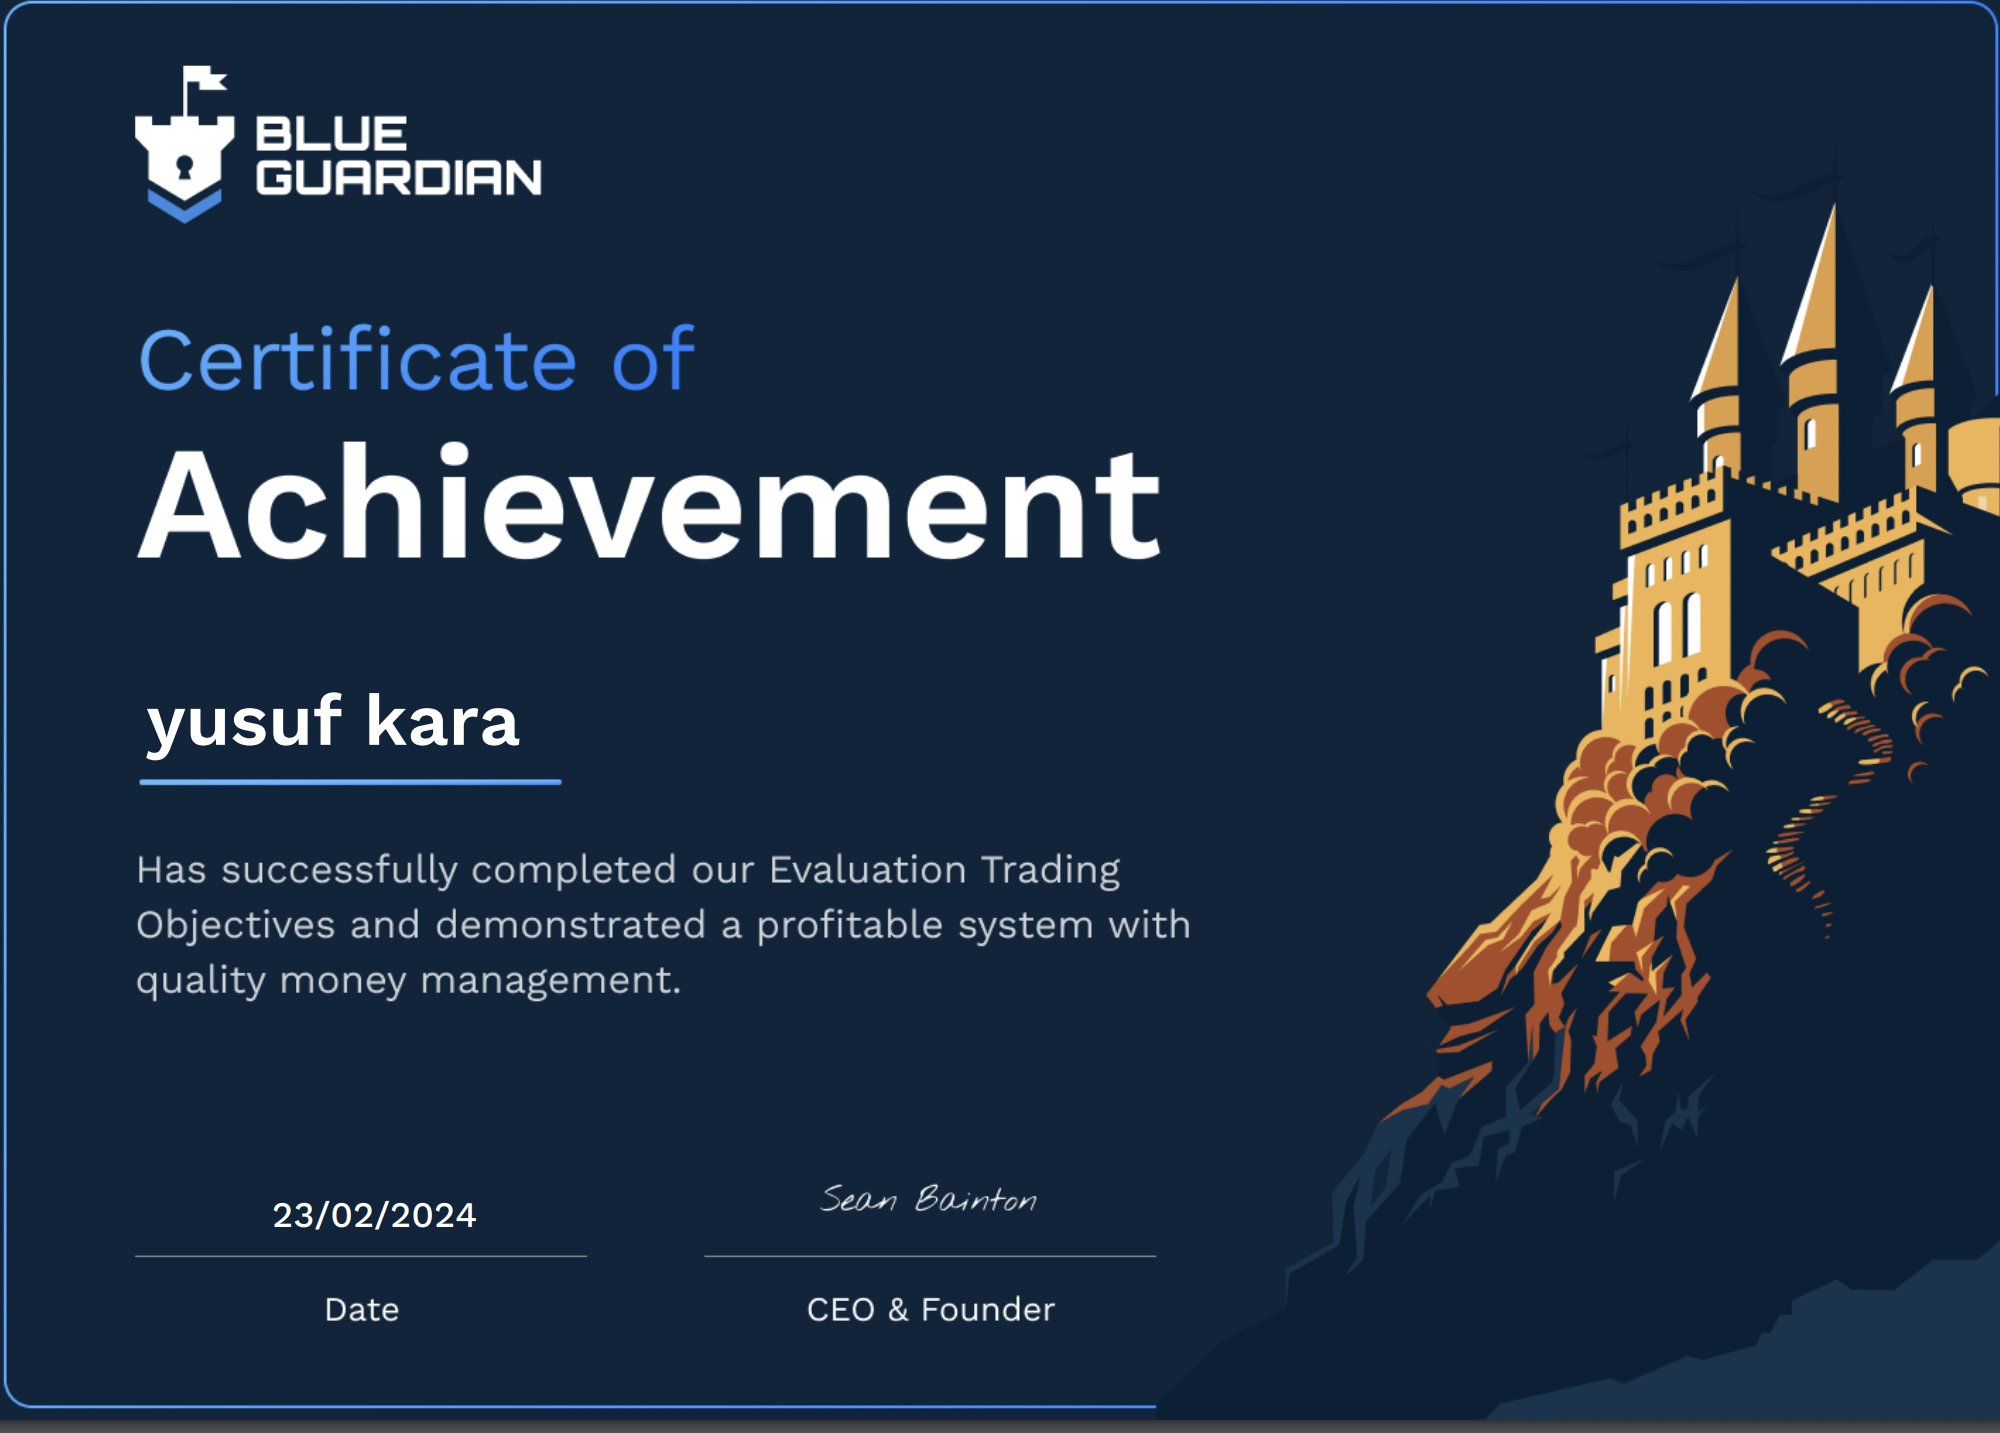 BLUE
GUARDIAN
Certificate of
Achievement
yusuf kara
Has successfully completed our Evaluation Trading
Objectives and demonstrated a profitable system with
quality money management.
23/02/2024
Date
Sean Bainton
CEO & Founder